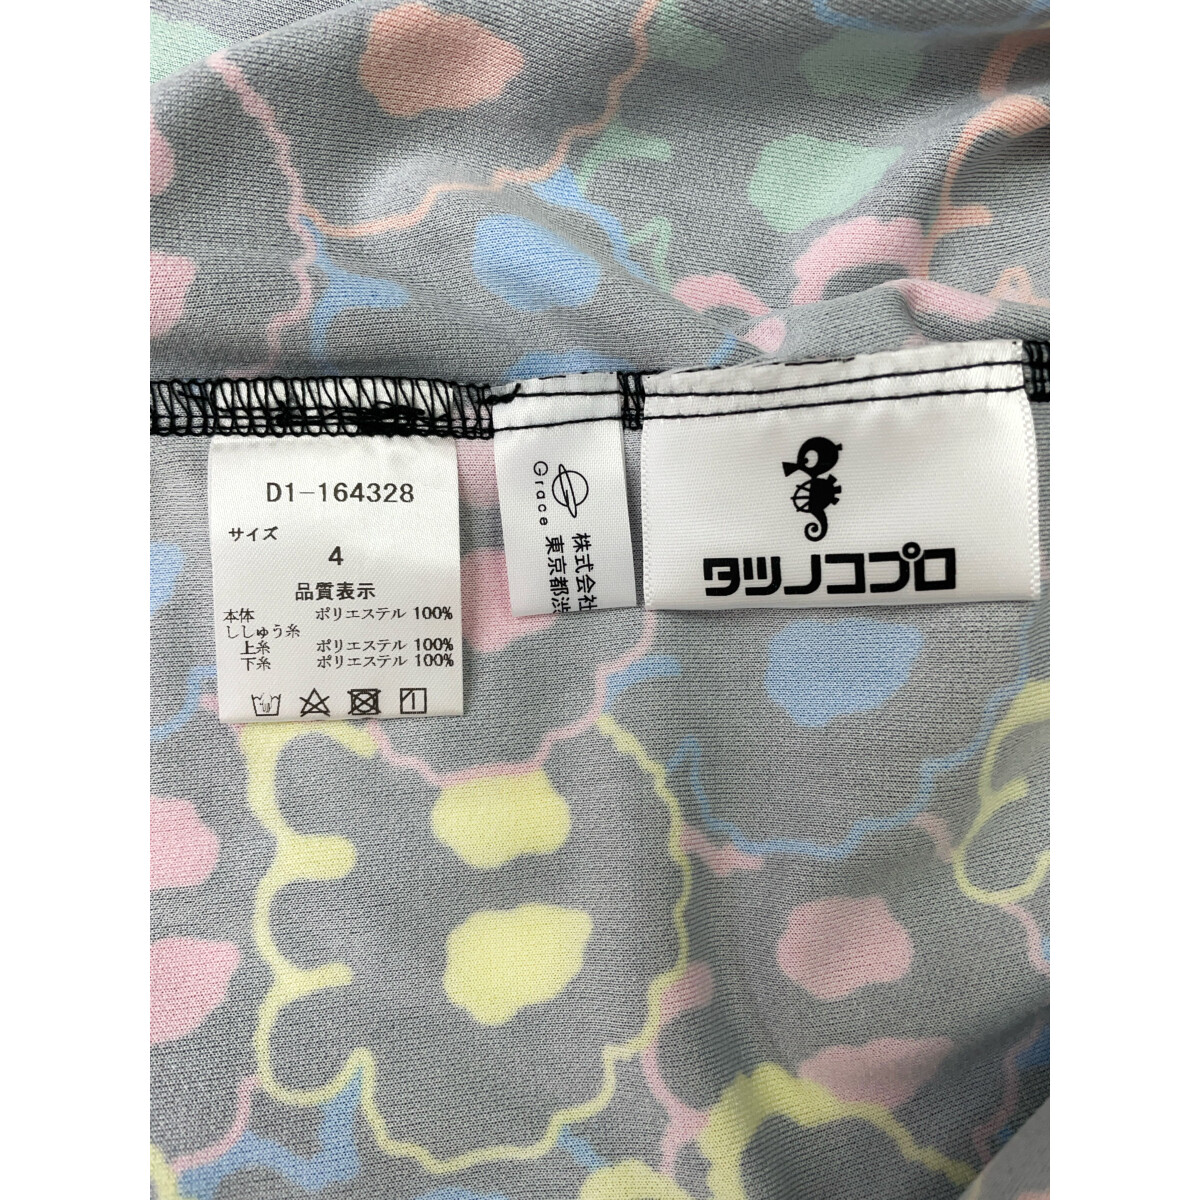 D1-164328
サイズ
4
品質表示
本体 ポリエステル 100%
ししゅう糸
上糸 ポリエステル 100%
下糸 ポリエステル 100%
Grace
株式会社
東京都渋
タツノコプロ